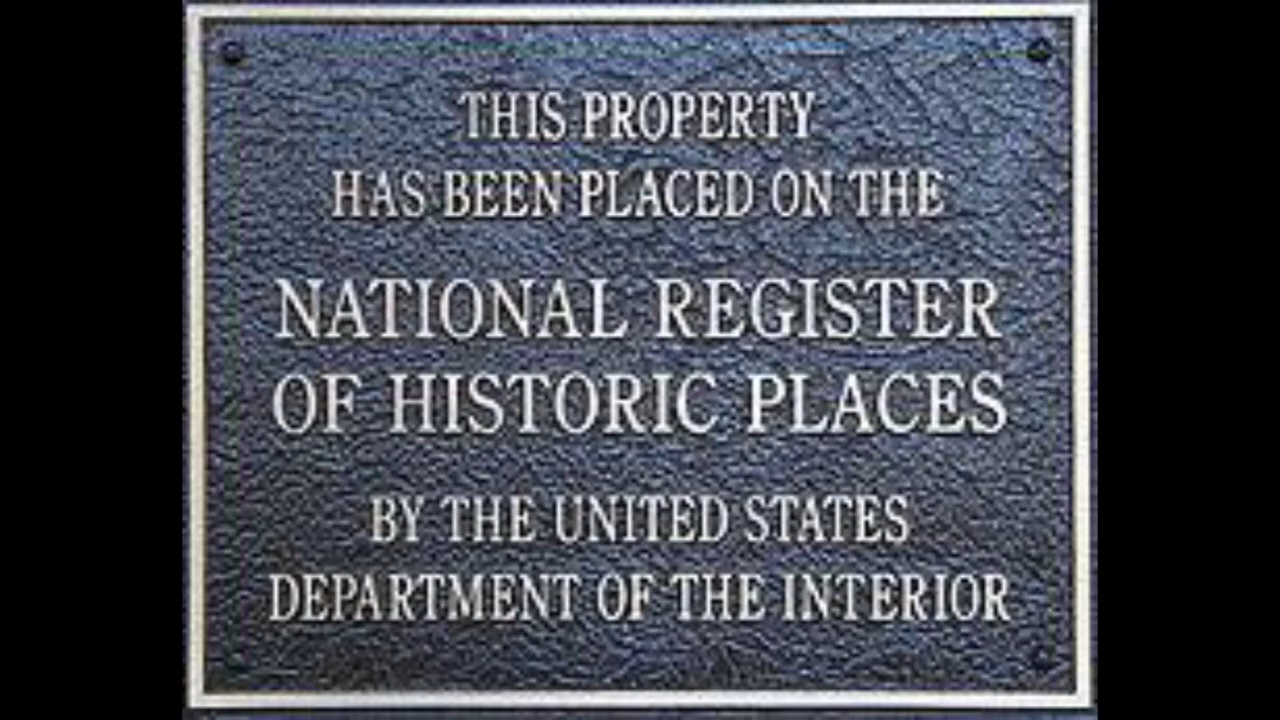 THIS PROPERTY
HAS BEEN PLACED ON THE
NATIONAL REGISTER
OF HISTORIC PLACES
BY THE UNITED STATES
DEPARTMENT OF THE INTERIOR